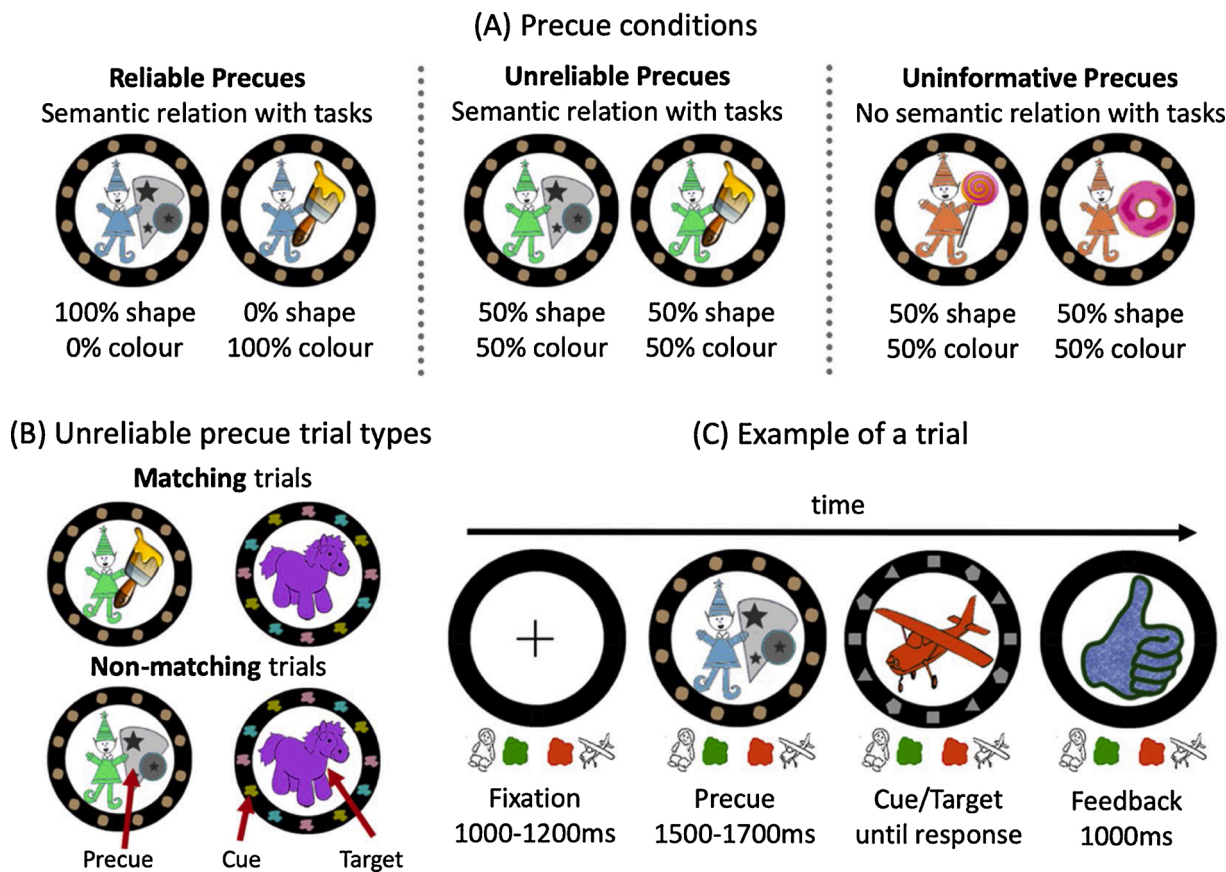 (A) Precue conditions
Reliable Precues
Semantic relation with tasks
100% shape
0% colour
0% shape
100% colour
Unreliable Precues
Semantic relation with tasks
50% shape
50% colour
50% shape
50% colour
Uninformative Precues
No semantic relation with tasks
50% shape
50% colour
50% shape
50% colour
(B) Unreliable precue trial types
Matching trials
Non-matching trials
Precue
Cue
Target
(C) Example of a trial
time
Fixation
1000-1200ms
Precue
1500-1700ms
Cue/Target
until response
Feedback
1000ms